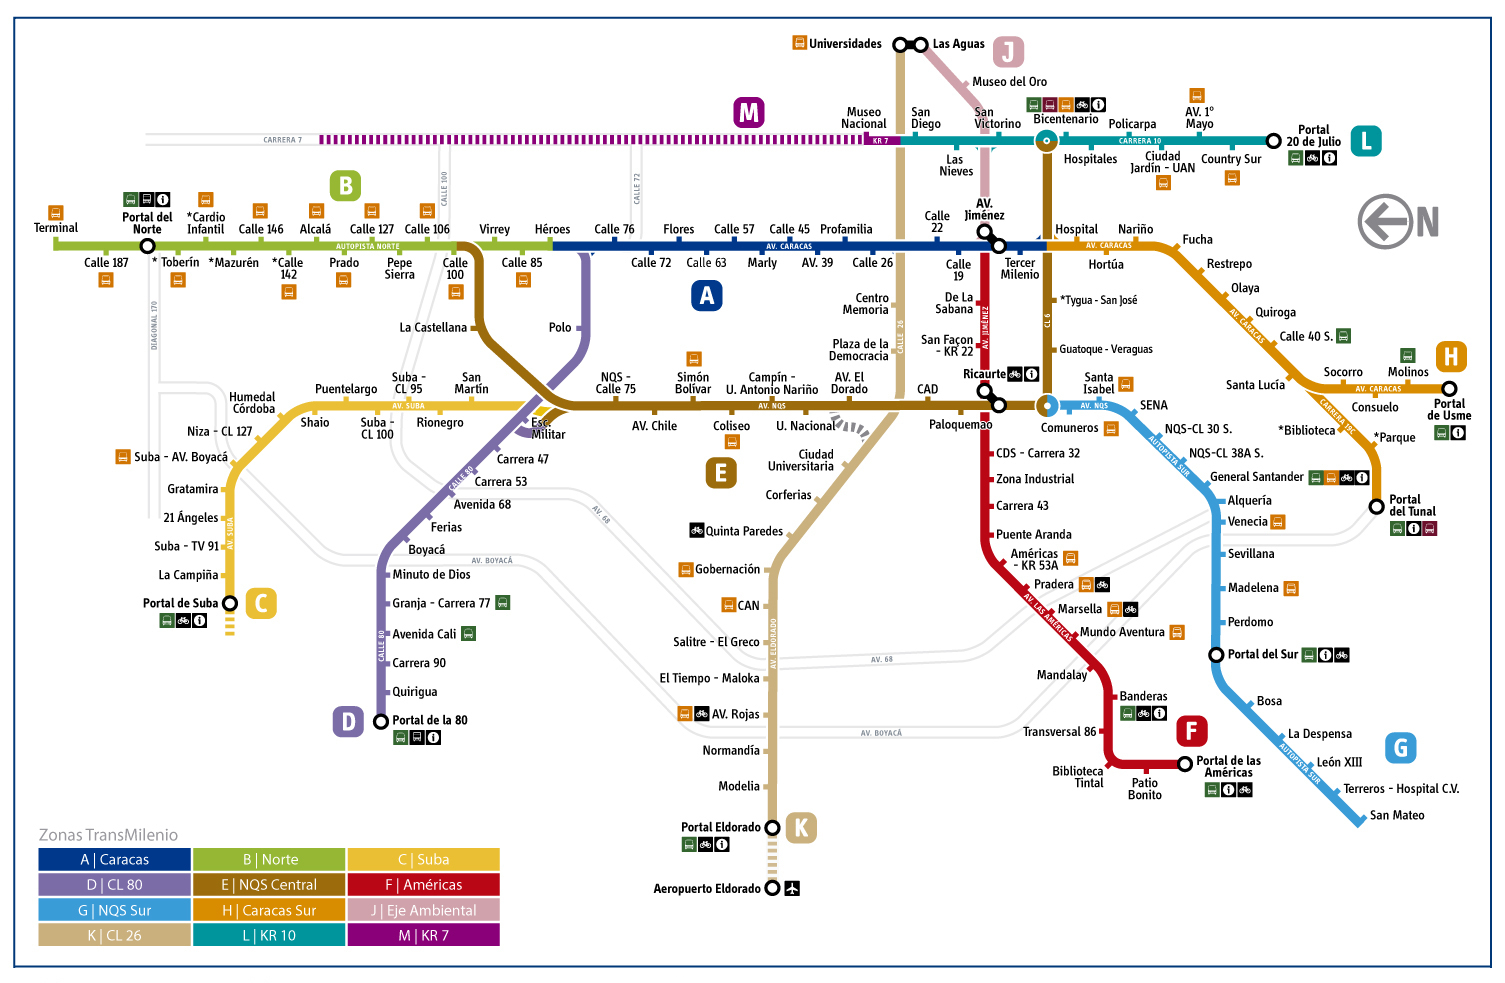 Universidades
Las Aguas
J
Museo del Oro
M
Museo
Nacional
San
Diego
San
Victorino
Bicentenario
Policarpa
AV. 1°
Mayo
Portal
20 de Julio
L
CARRERA 7
KR 7
CARRERA 10
Las
Nieves
Hospitales
Ciudad
Jardín - UAN
Country Sur
CALLE 100
CALLE 72
B
Terminal
Portal del
Norte
*Cardio
Infantil
Calle 146
Alcalá
Calle 127
Calle 106
Virrey
Héroes
Calle 76
Flores
Calle 57
Calle 45
Profamilia
Calle
22
AV.
Jiménez
Hospital
Nariño
N
AUTOPISTA NORTE
AV. CARACAS
AV. CARACAS
Fucha
Calle 187
* Toberín
*Mazurén
*Calle
142
Prado
Pepe
Sierra
Calle
100
Calle 85
Calle 72
Calle 63
Marly
AV. 39
Calle 26
Calle
19
Tercer
Milenio
Hortúa
Restrepo
A
Olaya
Quiroga
Calle 40 S.
AV. CARACAS
DIAGONAL 170
La Castellana
Polo
Centro
Memoria
De La
Sabana
*Tygua - San José
CALLE 26
AV. JIMÉNEZ
CL 6
Plaza de la
Democracia
San Façon
- KR 22
Guatoque - Veraguas
H
Molinos
Socorro
Santa Lucía
AV. CARACAS
Portal
de Usme
Consuelo
CARRERA 19C
*Biblioteca
*Parque
Humedal
Córdoba
Puentelargo
Suba -
CL 95
San
Martín
NQS -
Calle 75
Simón
Bolívar
Campín -
U. Antonio Nariño
AV. El
Dorado
CAD
Ricaurte
Santa
Isabel
SENA
AV. SUBA
AV. NQS
AV. NQS
Niza - CL 127
Shaio
Suba -
CL 100
Rionegro
Esc.
Militar
AV. Chile
Coliseo
U. Nacional
Paloquemao
Comuneros
NQS-CL 30 S.
NQS-CL 38A S.
AUTOPISTA SUR
General Santander
Suba - AV. Boyacá
Carrera 47
E
Ciudad
Universitaria
CDS - Carrera 32
Gratamira
CALLE 80
Carrera 53
Corferias
Zona Industrial
Portal
del Tunal
21 Ángeles
AV. SUBA
Avenida 68
AV. 68
Carrera 43
Alquería
Ferias
Quinta Paredes
Puente Aranda
Venecia
Suba - TV 91
Boyacá
AV. BOYACÁ
Américas
- KR 53A
Sevillana
La Campiña
Minuto de Dios
Gobernación
Pradera
Madelena
Portal de Suba
C
Granja - Carrera 77
CAN
Marsella
AV. LAS AMÉRICAS
Perdomo
Avenida Cali
Salitre - El Greco
AV. ELDORADO
Mundo Aventura
CALLE 80
Carrera 90
AV. 68
Portal del Sur
Quirigua
El Tiempo - Maloka
Mandalay
Banderas
Bosa
D
Portal de la 80
AV. Rojas
AV. BOYACÁ
Transversal 86
F
La Despensa
G
Normandía
AUTOPISTA SUR
León XIII
Biblioteca
Tintal
Patio
Bonito
Portal de las
Américas
Modelia
Terreros - Hospital C.V.
San Mateo
Portal Eldorado
K
Aeropuerto Eldorado
Zonas TransMilenio
A | Caracas
B | Norte
C | Suba
D | CL 80
E | NQS Central
F | Américas
G | NQS Sur
H | Caracas Sur
J | Eje Ambiental
K | CL 26
L | KR 10
M | KR 7